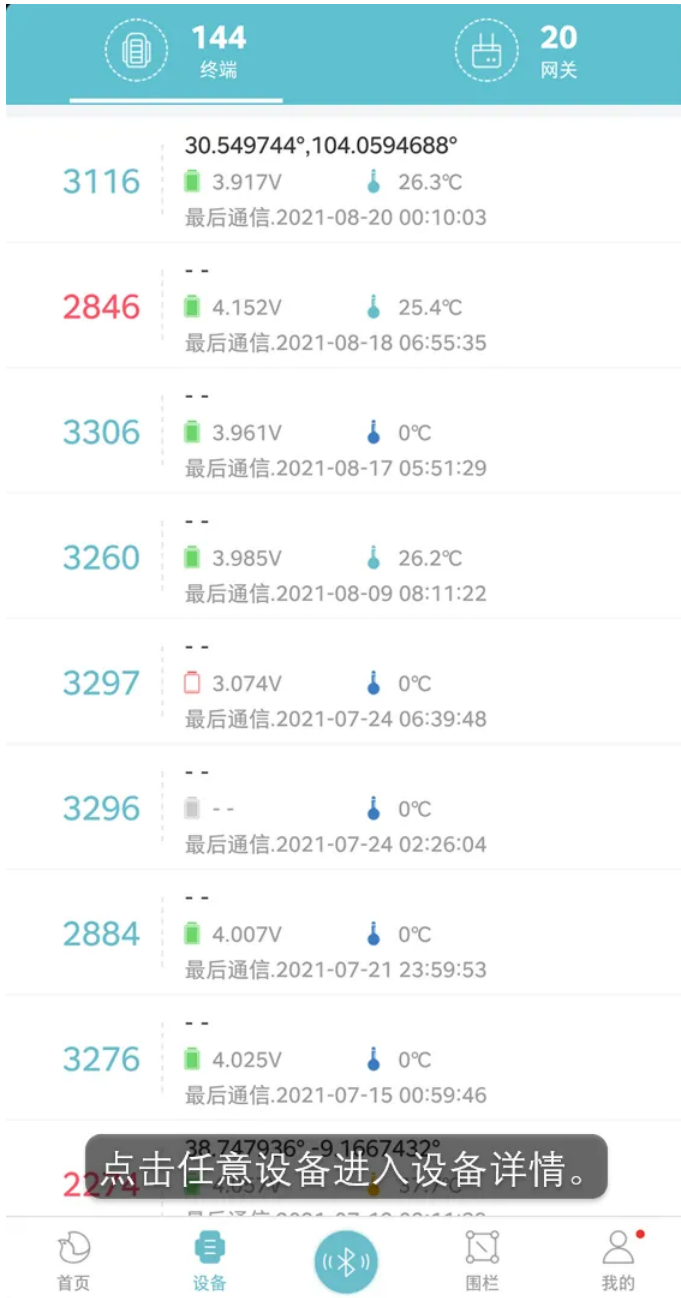 144
终端
20
网关
30.549744°,104.0594688°
3116
3.917V 26.3℃
最后通信.2021-08-20 00:10:03
- -
2846
4.152V 25.4℃
最后通信.2021-08-18 06:55:35
- -
3306
3.961V 0℃
最后通信.2021-08-17 05:51:29
- -
3260
3.985V 26.2℃
最后通信.2021-08-09 08:11:22
- -
3297
3.074V 0℃
最后通信.2021-07-24 06:39:48
- -
3296
- - 0℃
最后通信.2021-07-24 02:26:04
- -
2884
4.007V 0℃
最后通信.2021-07-21 23:59:53
- -
3276
4.025V 0℃
最后通信.2021-07-15 00:59:46
38.747936°,-9.1667432°
2274
点击任意设备进入设备详情。
首页 设备 围栏 我的